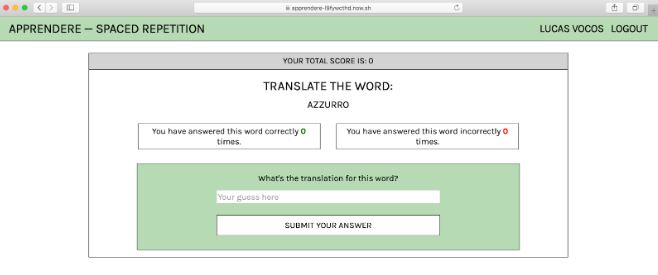 apprendere-l9fywcthd.now.sh
APPRENDERE — SPACED REPETITION
LUCAS VOCOS LOGOUT
YOUR TOTAL SCORE IS: 0
TRANSLATE THE WORD:
AZZURRO
You have answered this word correctly 0
times.
You have answered this word incorrectly 0
times.
What's the translation for this word?
Your guess here
SUBMIT YOUR ANSWER